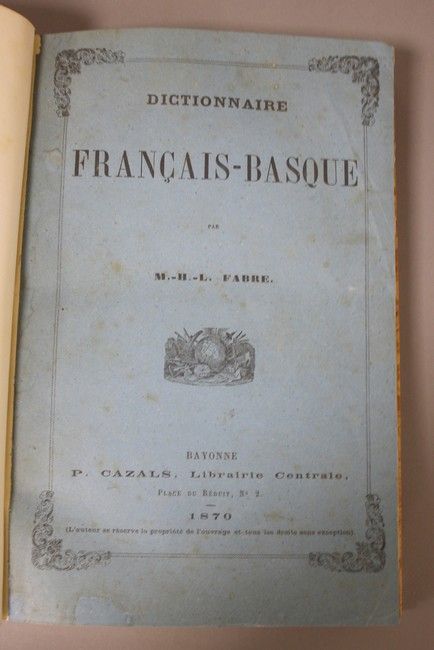 DICTIONNAIRE
FRANÇAIS-BASQUE
PAR
M.-H.-L. FABRE.
BAYONNE
P. CAZALS, Librairie Centrale,
PLACE DU RÉDUIT, N° 2.
1870
(L'auteur se réserve la propriété de l'ouvrage et tous les droits sans exception)